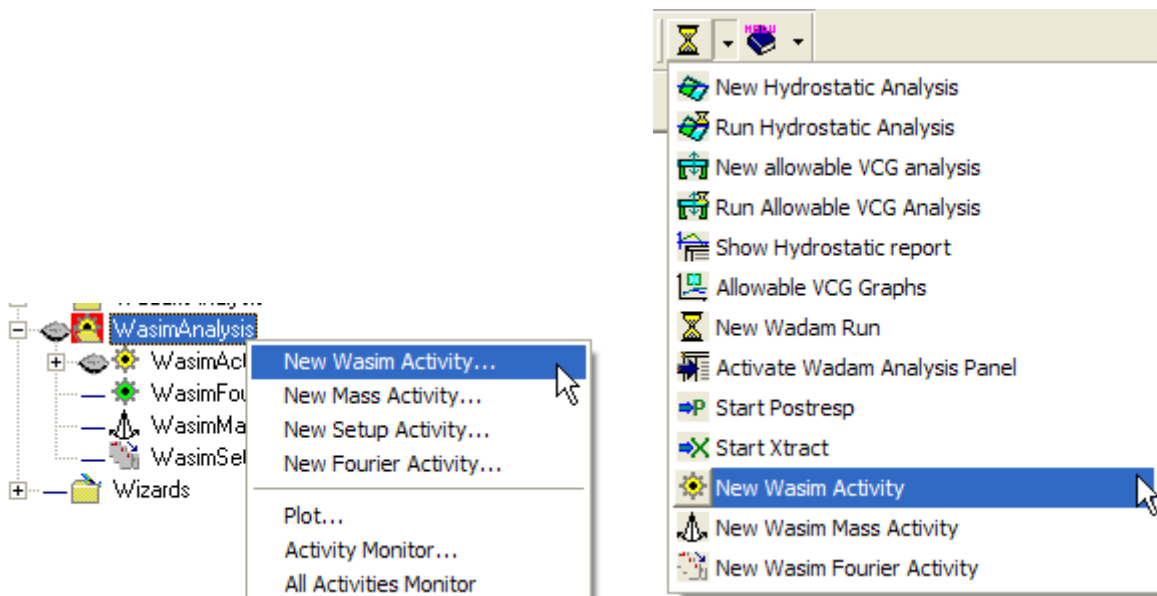 WasimAnalysis
WasimAct
WasimFou
WasimMa
WasimSet
Wizards
New Wasim Activity...
New Mass Activity...
New Setup Activity...
New Fourier Activity...
Plot...
Activity Monitor...
All Activities Monitor
New Hydrostatic Analysis
Run Hydrostatic Analysis
New allowable VCG analysis
Run Allowable VCG Analysis
Show Hydrostatic report
Allowable VCG Graphs
New Wadam Run
Activate Wadam Analysis Panel
P Start Postresp
X Start Xtract
New Wasim Activity
New Wasim Mass Activity
New Wasim Fourier Activity